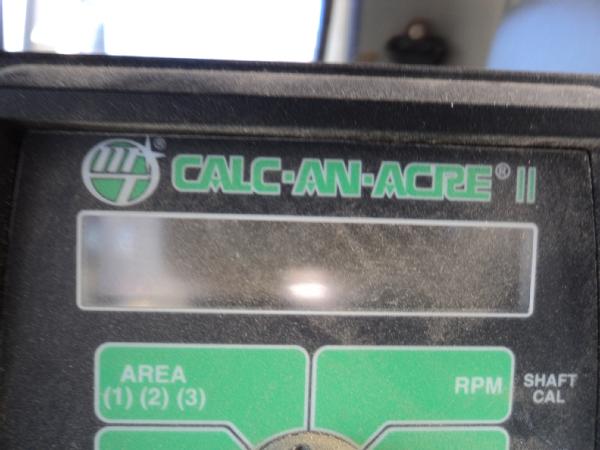 CALC-AN-ACRE® II
AREA
(1) (2) (3)
RPM
SHAFT
CAL